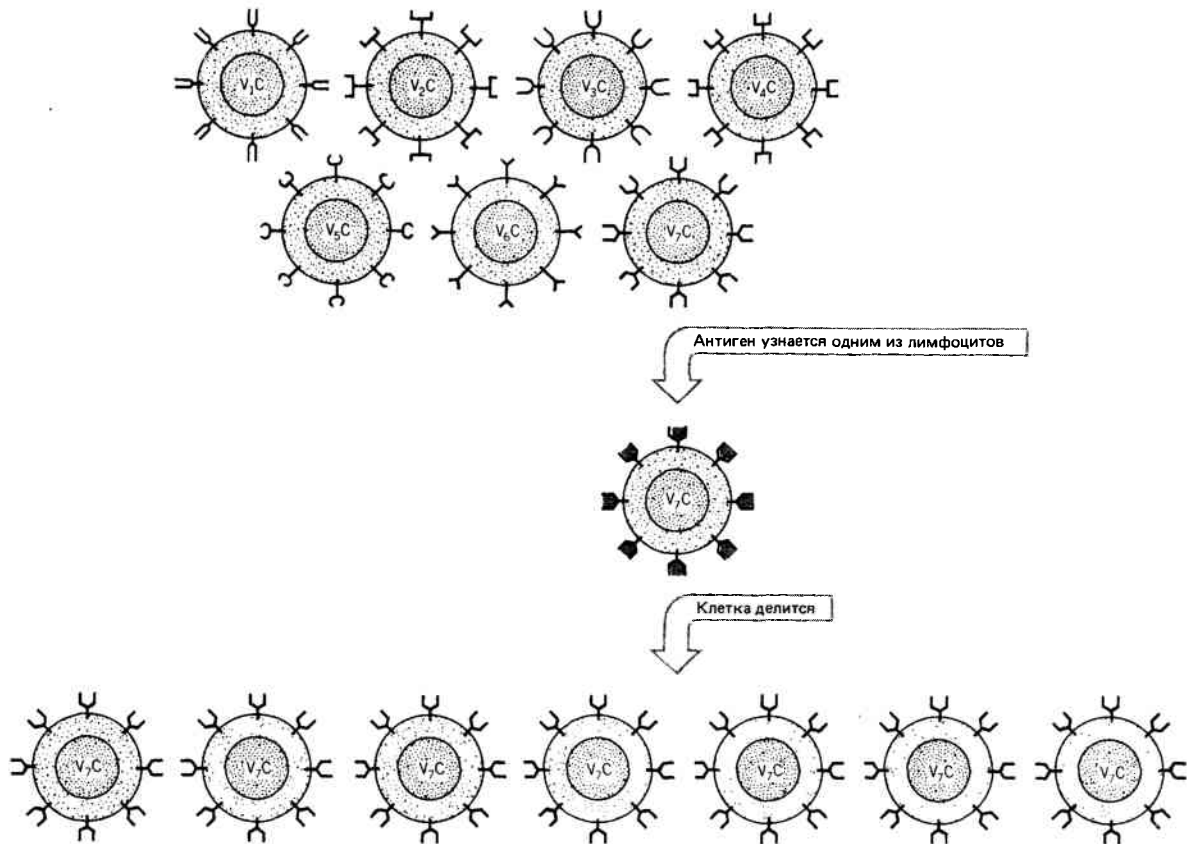 V₁C V₂C V₃C V₄C
V₅C V₆C V₇C
Антиген узнается одним из лимфоцитов
V₇C
Клетка делится
V₇C V₇C V₇C V₇C V₇C V₇C V₇C